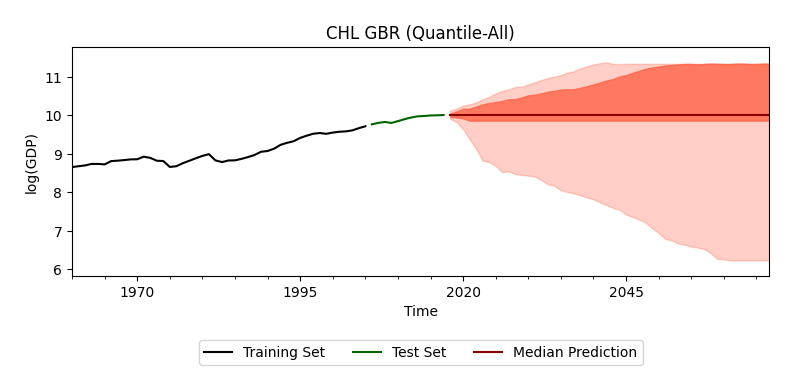 CHL GBR (Quantile-All)
11
10
9
8
7
6
log(GDP)
1970
1995
2020
2045
Time
Training Set
Test Set
Median Prediction